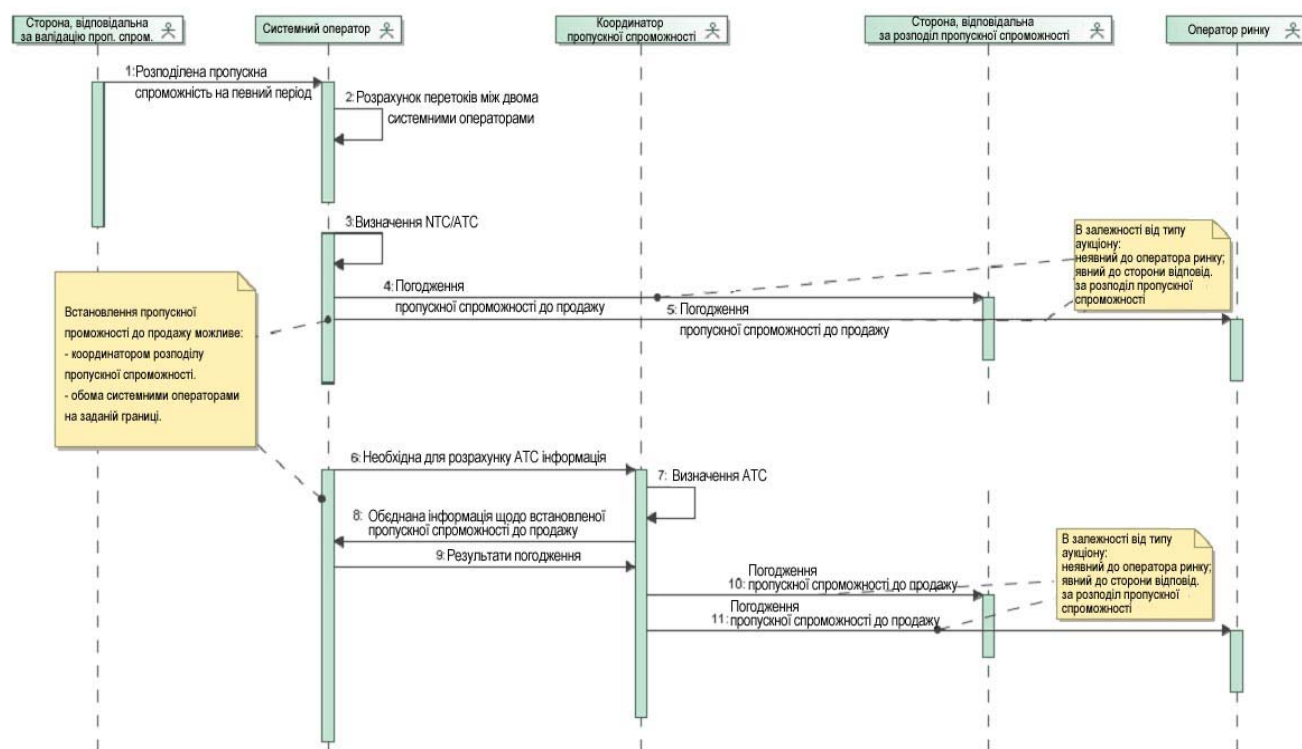 Сторона, відповідальна
за валідацію проп. спром.
Системний оператор
Координатор
пропускної спроможності
Сторона, відповідальна
за розподіл пропускної спроможності
Оператор ринку
1: Розподілена пропускна
спроможність на певний період
2: Розрахунок перетоків між двома
системними операторами
3: Визначення NTC/ATC
В залежності від типу
аукціону:
неявний до оператора ринку;
явний до сторони відповід.
за розподіл пропускної
спроможності
4: Погодження
пропускної спроможності до продажу
5: Погодження
пропускної спроможності до продажу
Встановлення пропускної
проможності до продажу можливе:
- координатором розподілу
пропускної спроможності.
- обома системними операторами
на заданій границі.
6: Необхідна для розрахунку АТС інформація
7: Визначення АТС
8: Обєднана інформація щодо встановленої
пропускної спроможності до продажу
9: Результати погодження
В залежності від типу
аукціону:
неявний до оператора ринку;
явний до сторони відповід.
за розподіл пропускної
спроможності
Погодження
10: пропускної спроможності до продажу
Погодження
11: пропускної спроможності до продажу